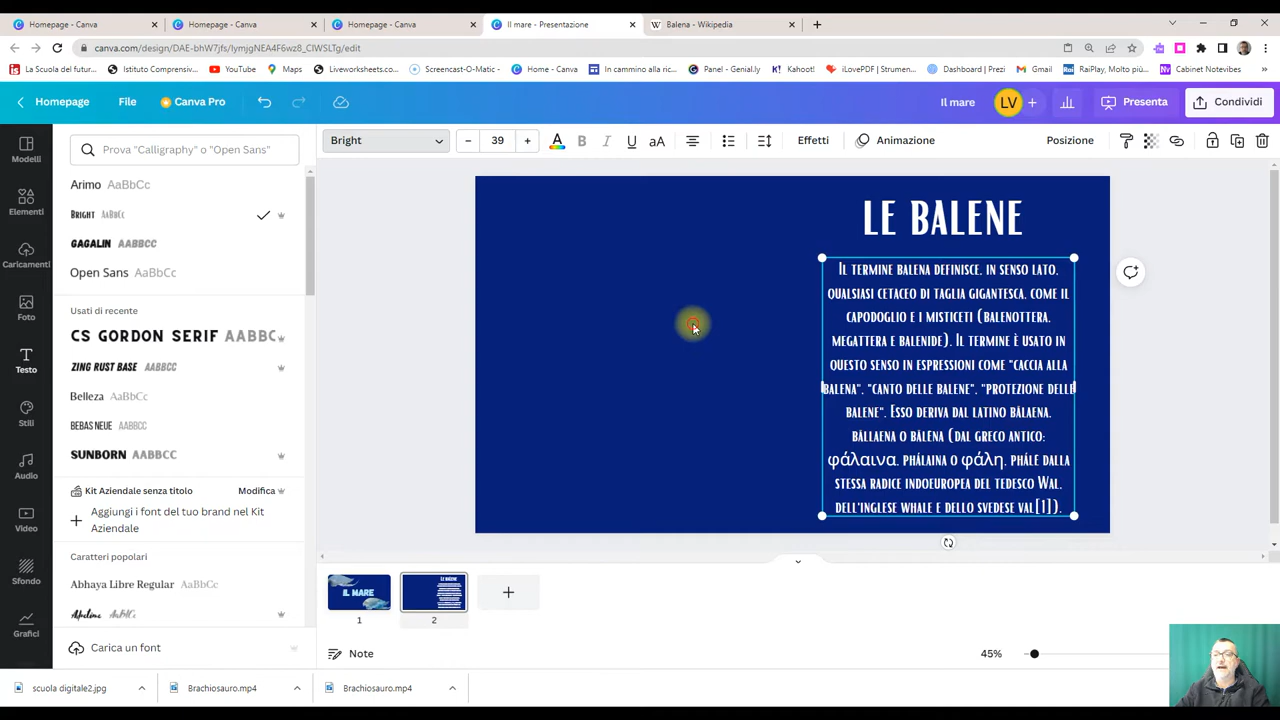 Homepage - Canva
Homepage - Canva
Homepage - Canva
Il mare - Presentazione
Balena - Wikipedia
canva.com/design/DAE-bhW7jfs/IymjgNEA4F6wz8_CIWSLTg/edit
La Scuola del futur...
Istituto Comprensiv...
YouTube
Maps
Liveworksheets.co...
Screencast-O-Matic -
Home - Canva
In cammino alla ric...
Panel - Genial.ly
Kahoot!
iLovePDF | Strumen...
Dashboard | Prezi
Gmail
RaiPlay, Molto più...
Cabinet Notevibes
Homepage
File
Canva Pro
Il mare
LV
Presenta
Condividi
Prova "Calligraphy" o "Open Sans"
Bright
39
Effetti
Animazione
Posizione
Modelli
Elementi
Caricamenti
Foto
Testo
Stili
Audio
Video
Sfondo
Grafici
Arimo AaBbCc
Bright AaBbCc
GAGALIN AABBCC
Open Sans AaBbCc
Usati di recente
CS GORDON SERIF AABBC
ZING RUST BASE AABBCC
Belleza AaBbCc
BEBAS NEUE AABBCC
SUNBORN AABBCC
Kit Aziendale senza titolo Modifica
Aggiungi i font del tuo brand nel Kit
Aziendale
Caratteri popolari
Abhaya Libre Regular AaBbCc
Carica un font
LE BALENE
Il termine balena definisce, in senso lato,
qualsiasi cetaceo di taglia gigantesca, come il
capodoglio e i misticeti (balenottera,
megattera e balenide). Il termine è usato in
questo senso in espressioni come "caccia alla
balena", "canto delle balene", "protezione delle
balene". Esso deriva dal latino bālaena,
bāllaena o bālēna (dal greco antico:
φάλαινα, phálaina o φάλη, phále dalla
stessa radice indoeuropea del tedesco Wal,
dell'inglese whale e dello svedese val[1]).
IL MARE
Le balene
1
2
Note
45%
scuola digitale2.jpg
Brachiosauro.mp4
Brachiosauro.mp4